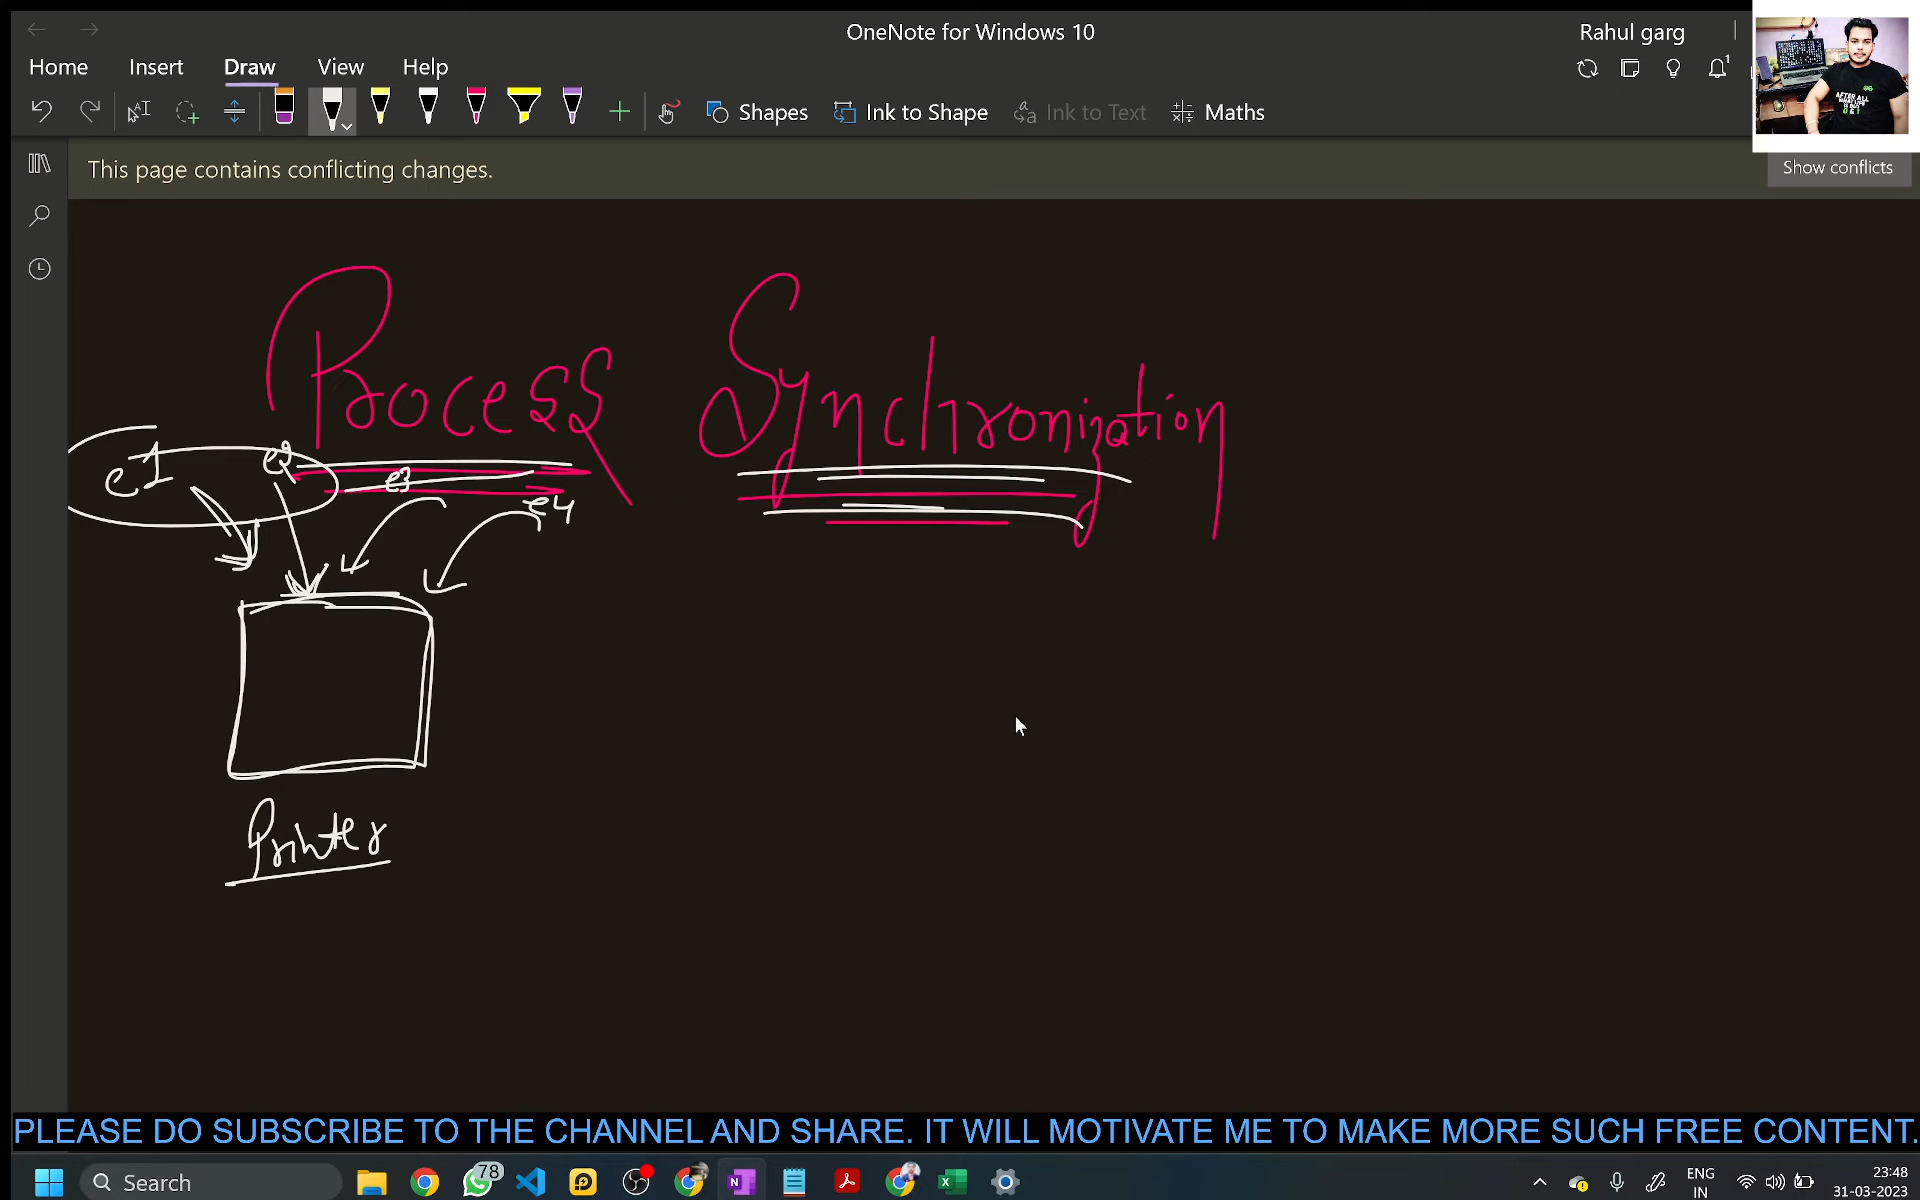 OneNote for Windows 10
Rahul garg
Home Insert Draw View Help
Shapes Ink to Shape Ink to Text Maths
This page contains conflicting changes.
Show conflicts
Process Synchronization
e1 e2 e3 e4
Printer
PLEASE DO SUBSCRIBE TO THE CHANNEL AND SHARE. IT WILL MOTIVATE ME TO MAKE MORE SUCH FREE CONTENT.
Search
78
ENG
IN
23:48
31-03-2023